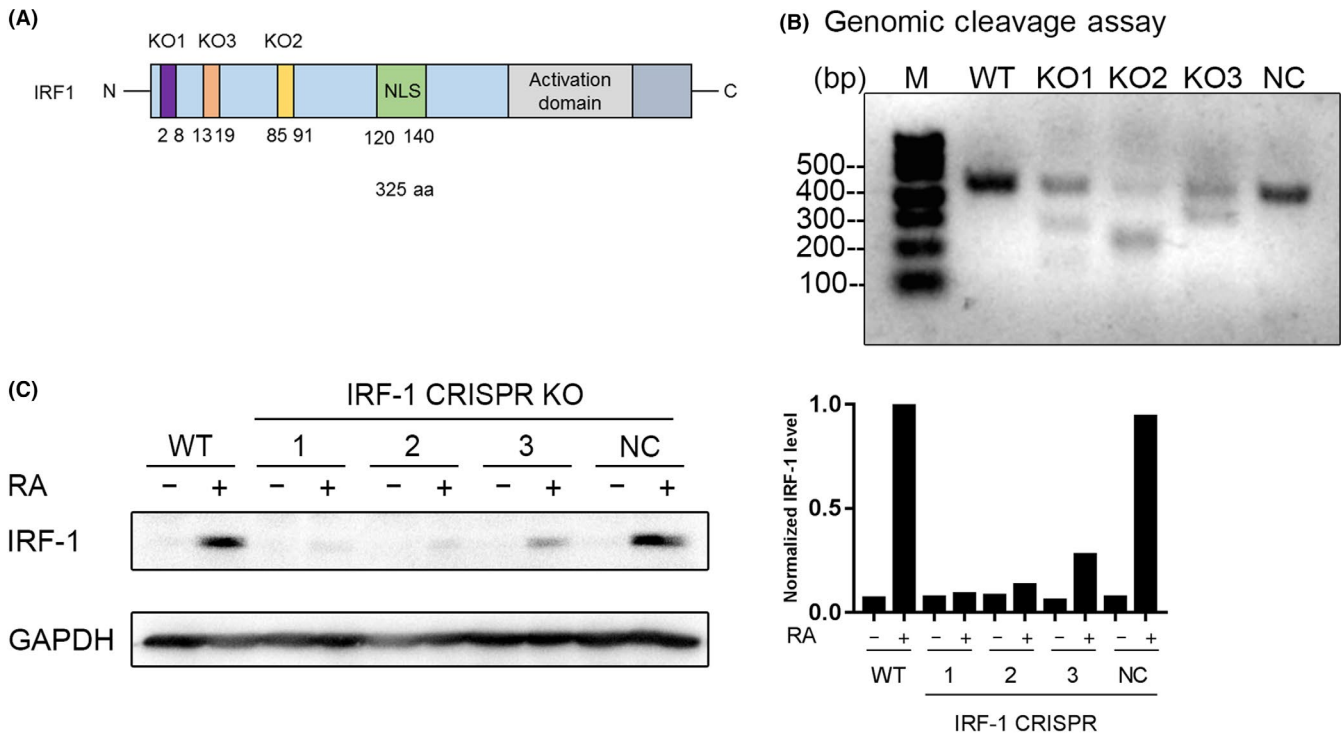 (A)
KO1 KO3 KO2
IRF1 N NLS Activation domain C
2 8 13 19 85 91 120 140
325 aa
(B) Genomic cleavage assay
(bp) M WT KO1 KO2 KO3 NC
500--
400--
300--
200--
100--
(C)
IRF-1 CRISPR KO
WT 1 2 3 NC
RA − + − + − + − + − +
IRF-1
GAPDH
Normalized IRF-1 level
1.0
0.5
0.0
RA − + − + − + − + − +
WT 1 2 3 NC
IRF-1 CRISPR